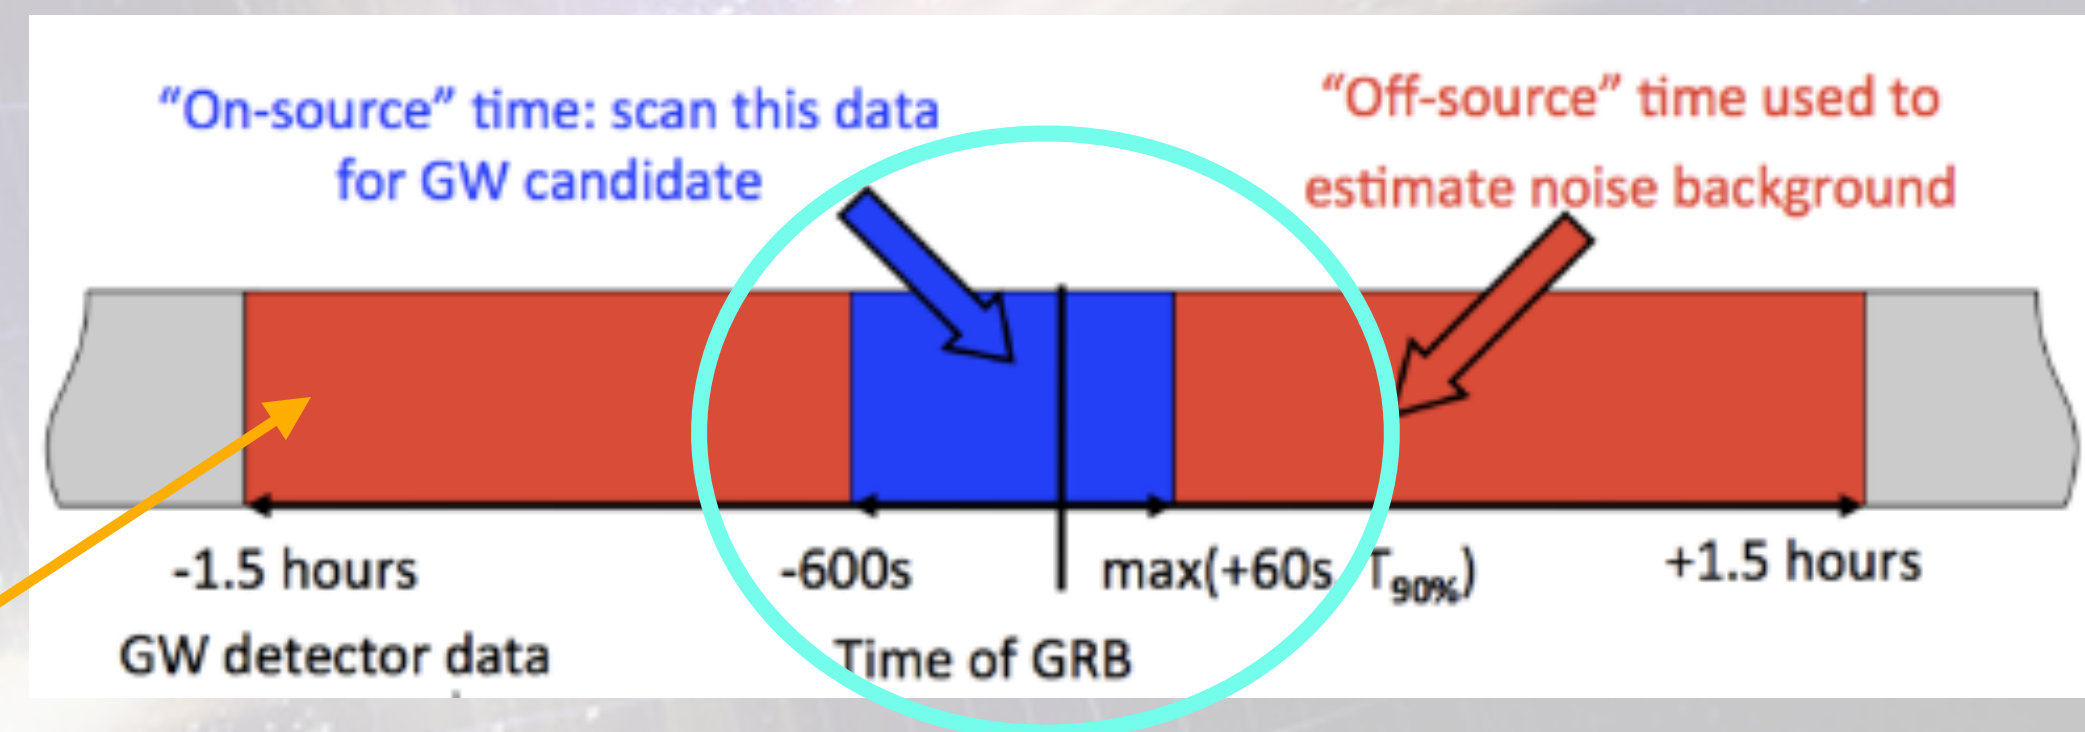 “On-source” time: scan this data
for GW candidate
“Off-source” time used to
estimate noise background
-1.5 hours
-600s
max(+60s, T90%)
+1.5 hours
GW detector data
Time of GRB